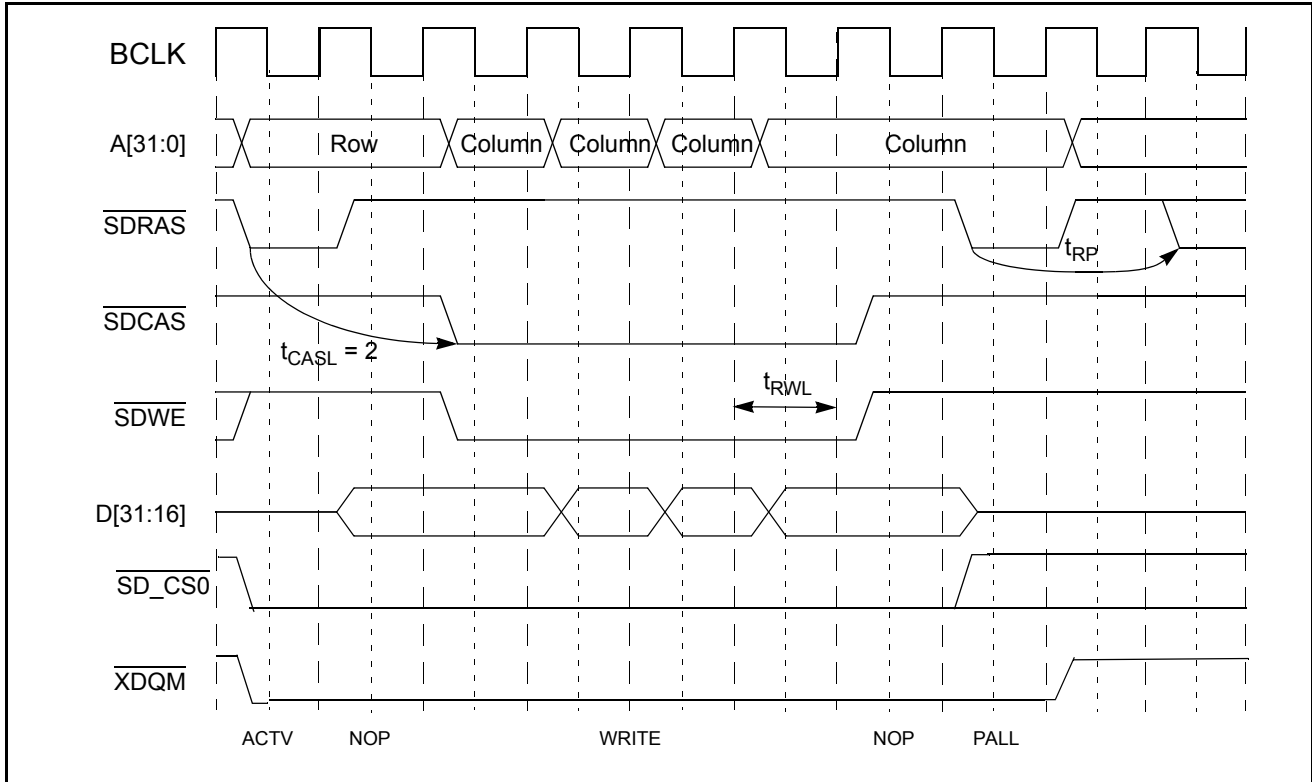 BCLK
A[31:0] Row Column Column Column Column
SDRAS
tRP
SDCAS
tCASL = 2
tRWL
SDWE
D[31:16]
SD_CS0
XDQM
ACTV NOP WRITE NOP PALL